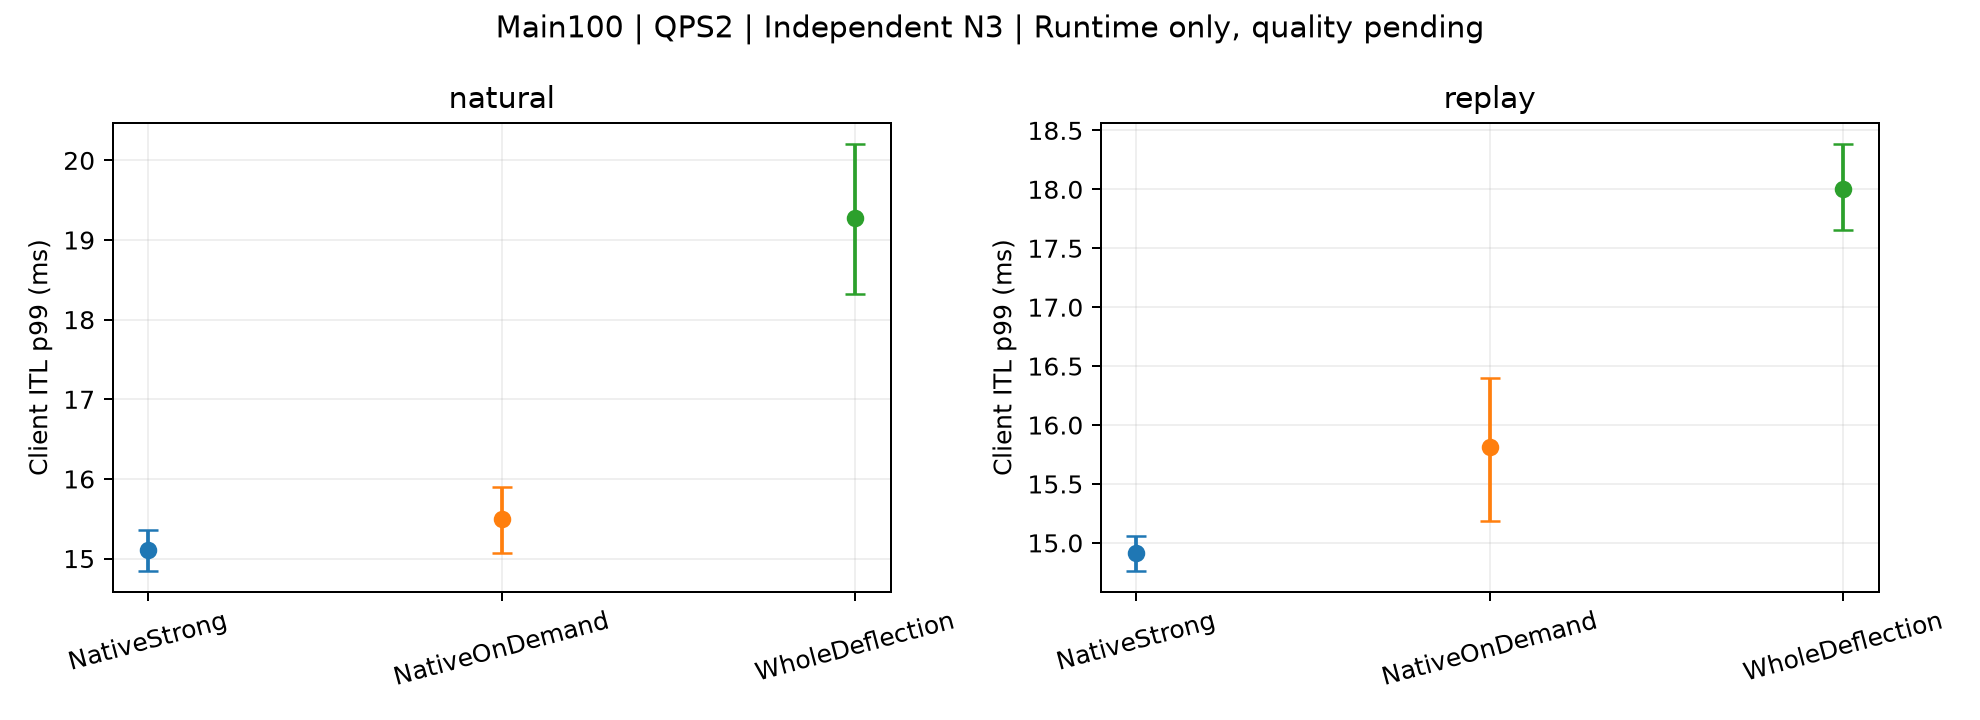 Main100 | QPS2 | Independent N3 | Runtime only, quality pending
natural
Client ITL p99 (ms)
20
19
18
17
16
15
NativeStrong
NativeOnDemand
WholeDeflection
replay
Client ITL p99 (ms)
18.5
18.0
17.5
17.0
16.5
16.0
15.5
15.0
NativeStrong
NativeOnDemand
WholeDeflection